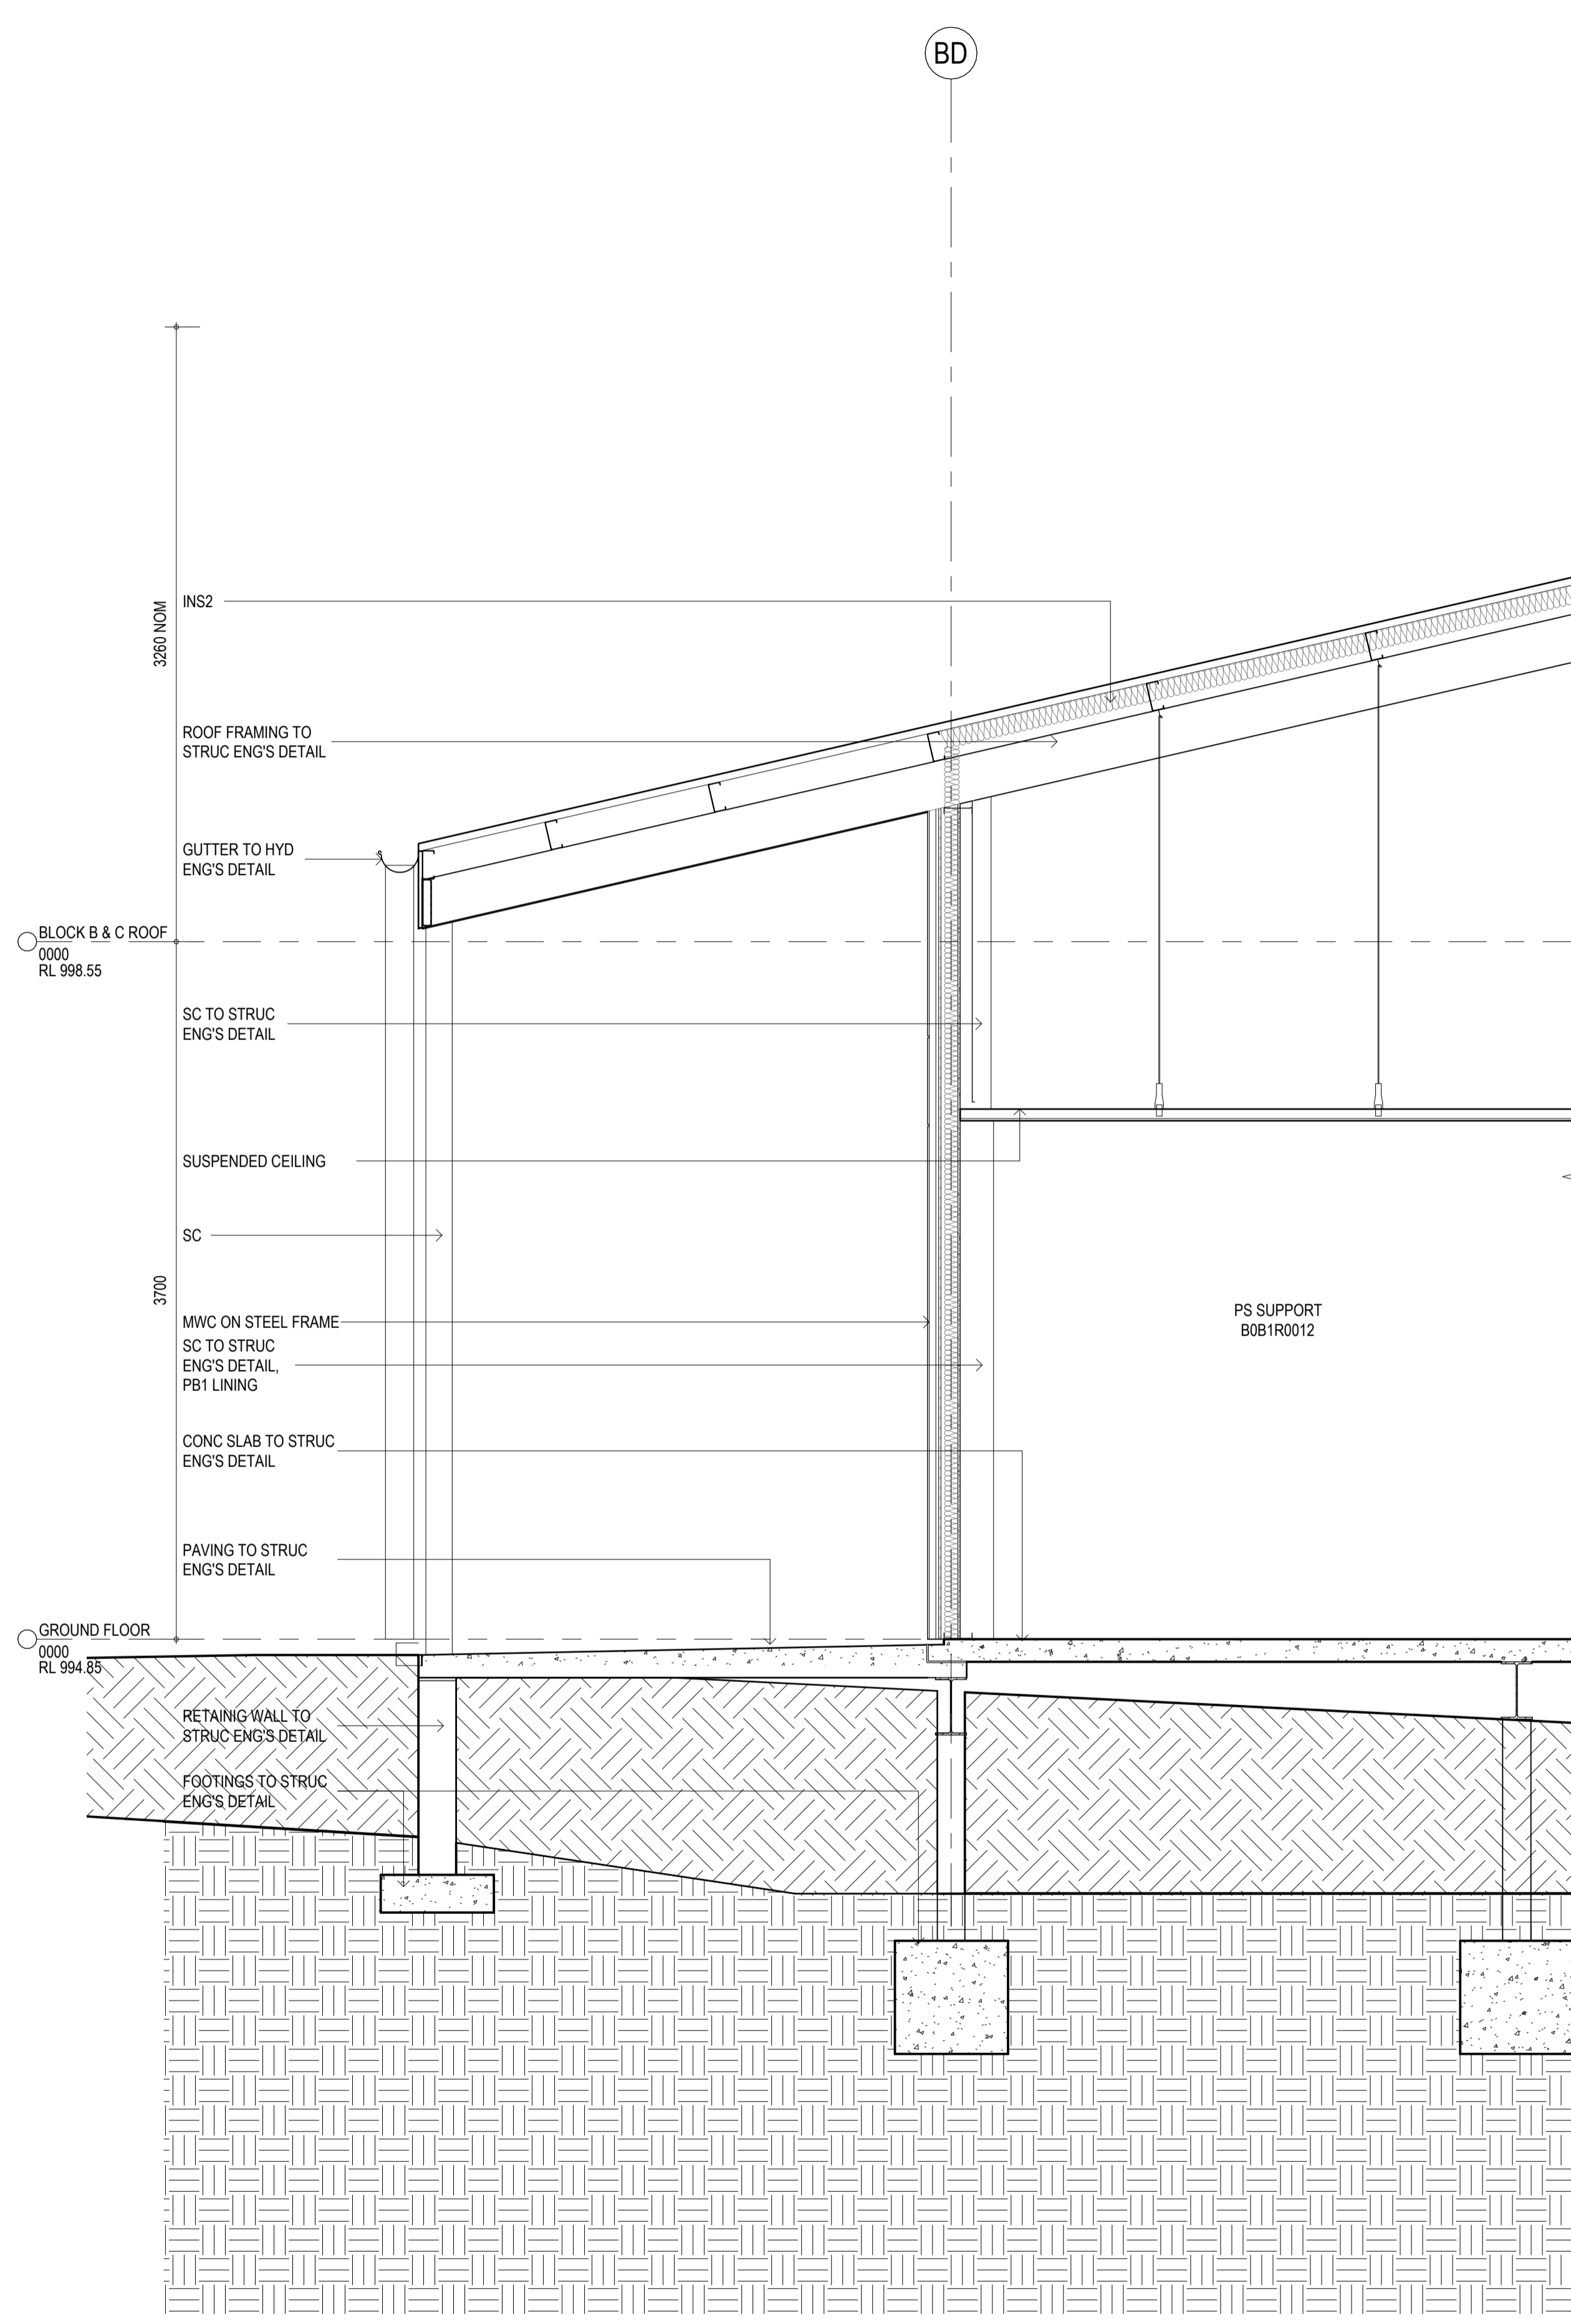 BD
3260 NOM
INS2
ROOF FRAMING TO
STRUC ENG'S DETAIL
GUTTER TO HYD
ENG'S DETAIL
BLOCK B & C ROOF
0000
RL 998.55
SC TO STRUC
ENG'S DETAIL
SUSPENDED CEILING
SC
3700
MWC ON STEEL FRAME
SC TO STRUC
ENG'S DETAIL,
PB1 LINING
PS SUPPORT
B0B1R0012
CONC SLAB TO STRUC
ENG'S DETAIL
PAVING TO STRUC
ENG'S DETAIL
GROUND FLOOR
0000
RL 994.85
RETAINIG WALL TO
STRUC ENG'S DETAIL
FOOTINGS TO STRUC
ENG'S DETAIL